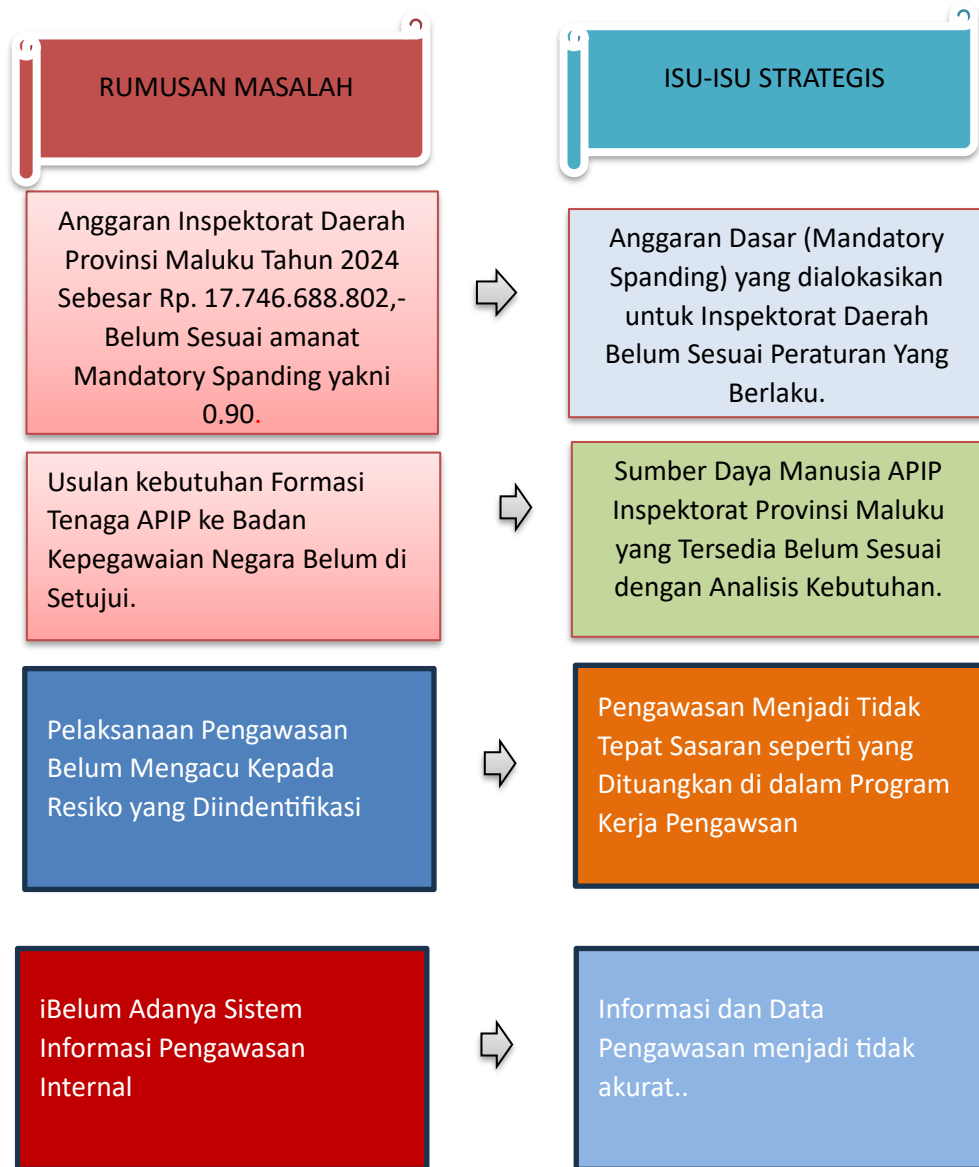 RUMUSAN MASALAH
ISU-ISU STRATEGIS
Anggaran Inspektorat Daerah
Provinsi Maluku Tahun 2024
Sebesar Rp. 17.746.688.802,-
Belum Sesuai amanat
Mandatory Spanding yakni
0,90.
Anggaran Dasar (Mandatory
Spanding) yang dialokasikan
untuk Inspektorat Daerah
Belum Sesuai Peraturan Yang
Berlaku.
Usulan kebutuhan Formasi
Tenaga APIP ke Badan
Kepegawaian Negara Belum di
Setujui.
Sumber Daya Manusia APIP
Inspektorat Provinsi Maluku
yang Tersedia Belum Sesuai
dengan Analisis Kebutuhan.
Pelaksanaan Pengawasan
Belum Mengacu Kepada
Resiko yang Diindentifikasi
Pengawasan Menjadi Tidak
Tepat Sasaran seperti yang
Dituangkan di dalam Program
Kerja Pengawsan
iBelum Adanya Sistem
Informasi Pengawasan
Internal
Informasi dan Data
Pengawasan menjadi tidak
akurat..